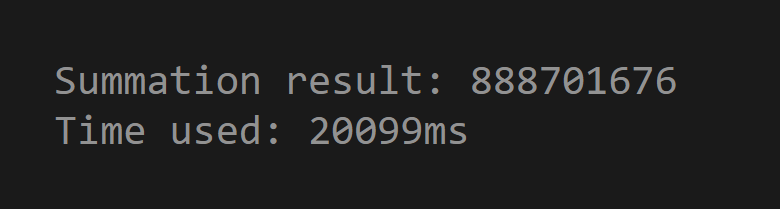 Summation result: 888701676
Time used: 20099ms